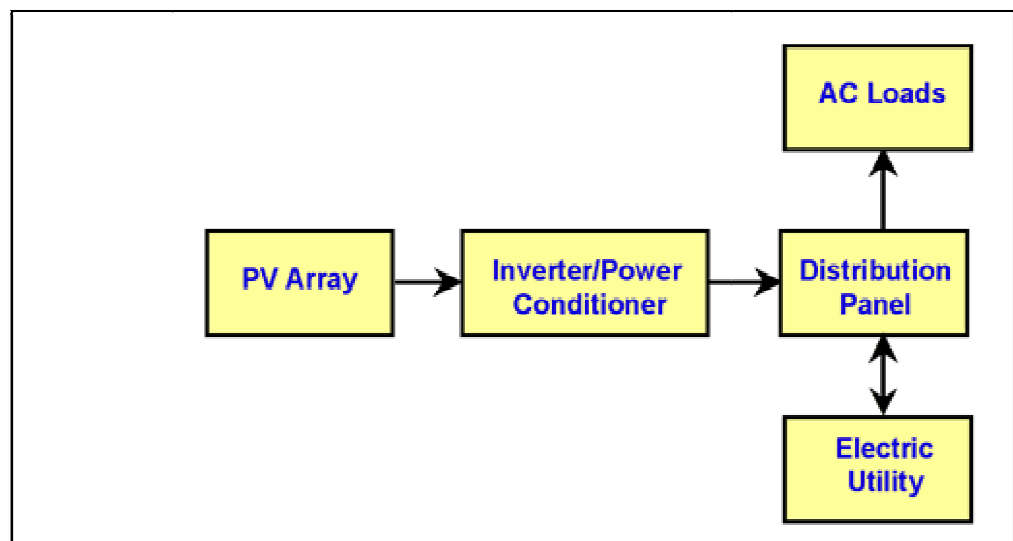 AC Loads
PV Array
Inverter/Power
Conditioner
Distribution
Panel
Electric
Utility